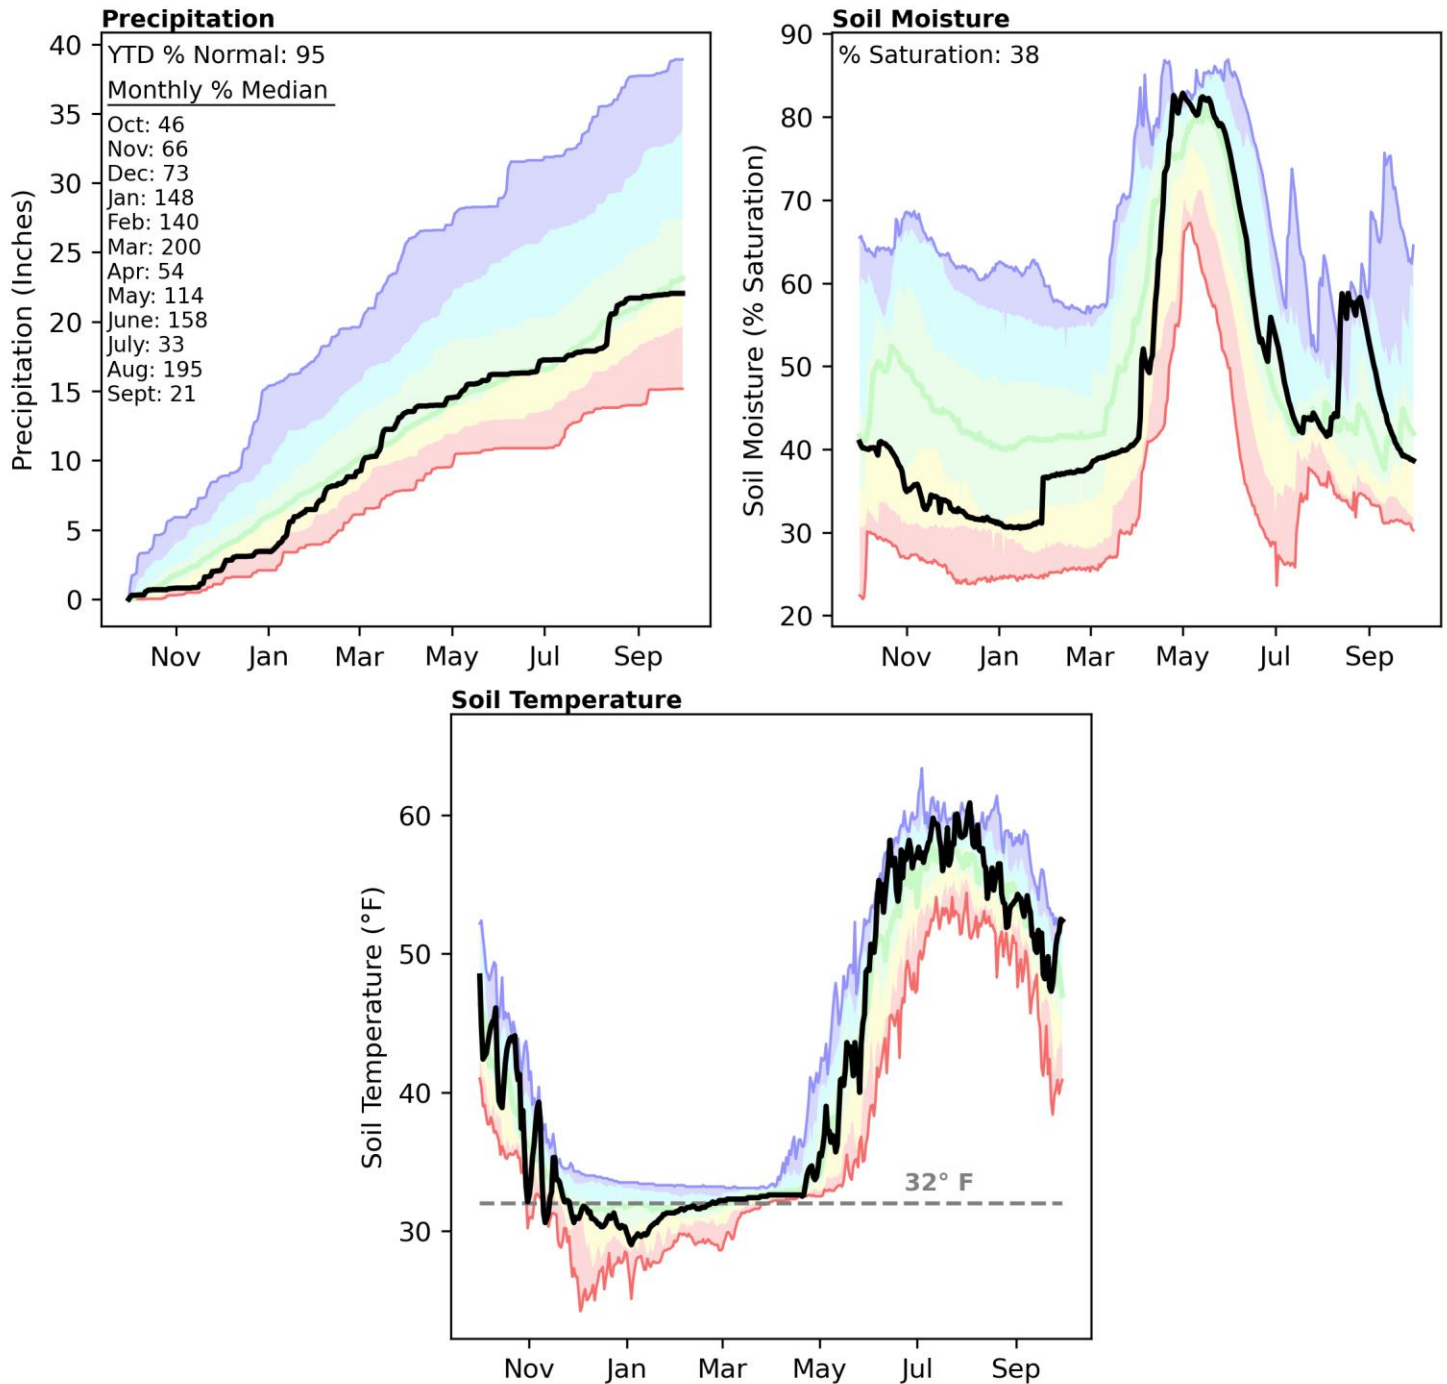 Precipitation
YTD % Normal: 95
Monthly % Median
Oct: 46
Nov: 66
Dec: 73
Jan: 148
Feb: 140
Mar: 200
Apr: 54
May: 114
June: 158
July: 33
Aug: 195
Sept: 21
Precipitation (Inches)
40
35
30
25
20
15
10
5
0
Nov Jan Mar May Jul Sep
Soil Moisture
% Saturation: 38
Soil Moisture (% Saturation)
90
80
70
60
50
40
30
20
Nov Jan Mar May Jul Sep
Soil Temperature
Soil Temperature (°F)
60
50
40
30
32° F
Nov Jan Mar May Jul Sep